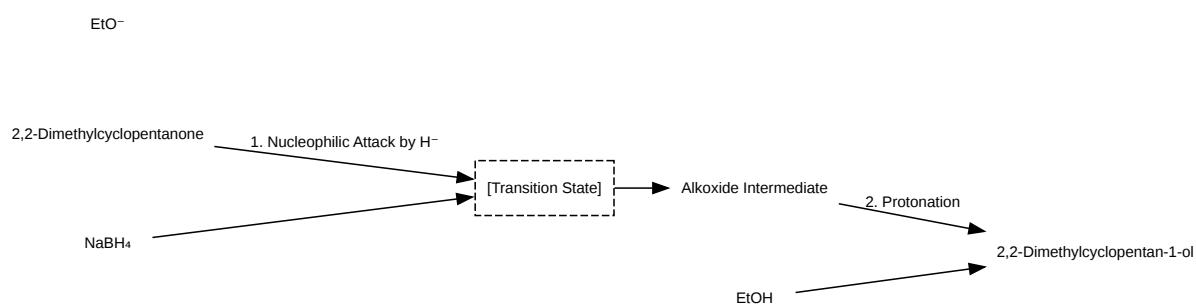 EtO⁻
2,2-Dimethylcyclopentanone
1. Nucleophilic Attack by H⁻
[Transition State]
Alkoxide Intermediate
2. Protonation
NaBH₄
2,2-Dimethylcyclopentan-1-ol
EtOH